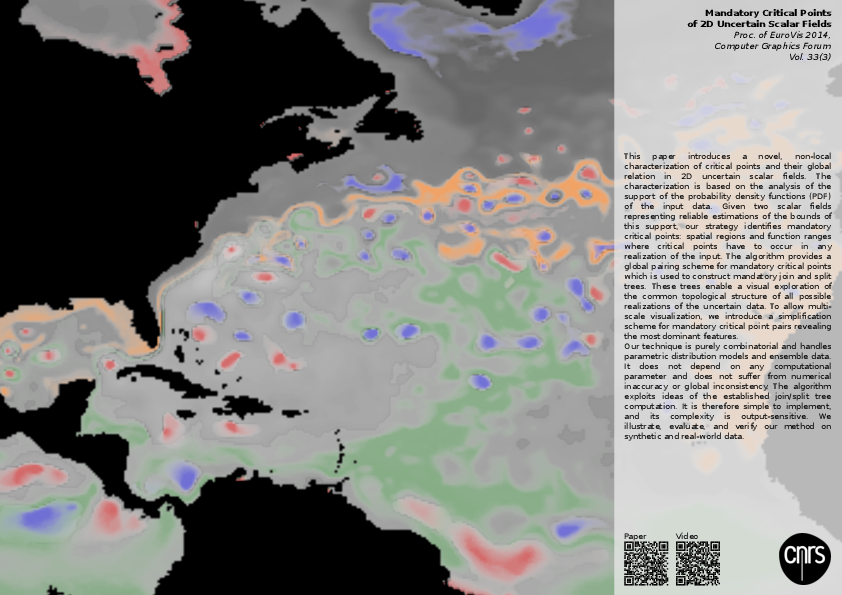 Mandatory Critical Points
of 2D Uncertain Scalar Fields
Proc. of EuroVis 2014,
Computer Graphics Forum
Vol. 33(3)
This paper introduces a novel, non-local
characterization of critical points and their global
relation in 2D uncertain scalar fields. The
characterization is based on the analysis of the
support of the probability density functions (PDF)
of the input data. Given two scalar fields
representing reliable estimations of the bounds of
this support, our strategy identifies mandatory
critical points: spatial regions and function ranges
where critical points have to occur in any
realization of the input. The algorithm provides a
global pairing scheme for mandatory critical points
which is used to construct mandatory join and split
trees. These trees enable a visual exploration of
the common topological structure of all possible
realizations of the uncertain data. To allow multi-
scale visualization, we introduce a simplification
scheme for mandatory critical point pairs revealing
the most dominant features.
Our technique is purely combinatorial and handles
parametric distribution models and ensemble data.
It does not depend on any computational
parameter and does not suffer from numerical
inaccuracy or global inconsistency. The algorithm
exploits ideas of the established join/split tree
computation. It is therefore simple to implement,
and its complexity is output-sensitive. We
illustrate, evaluate, and verify our method on
synthetic and real-world data.
Paper Video
cnrs